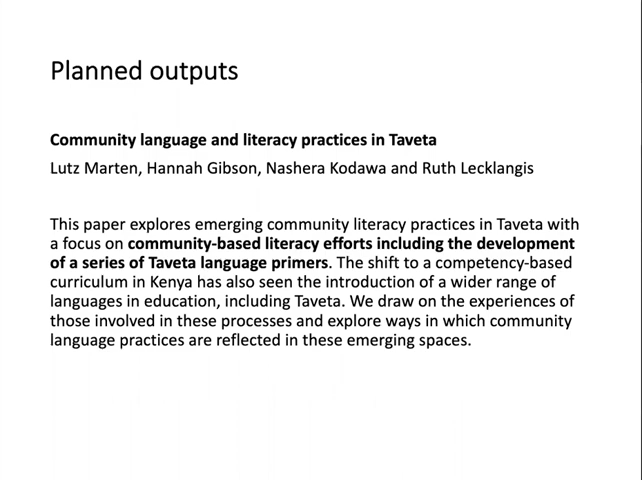 Planned outputs
Community language and literacy practices in Taveta
Lutz Marten, Hannah Gibson, Nashera Kodawa and Ruth Lecklangis
This paper explores emerging community literacy practices in Taveta with
a focus on community-based literacy efforts including the development
of a series of Taveta language primers. The shift to a competency-based
curriculum in Kenya has also seen the introduction of a wider range of
languages in education, including Taveta. We draw on the experiences of
those involved in these processes and explore ways in which community
language practices are reflected in these emerging spaces.